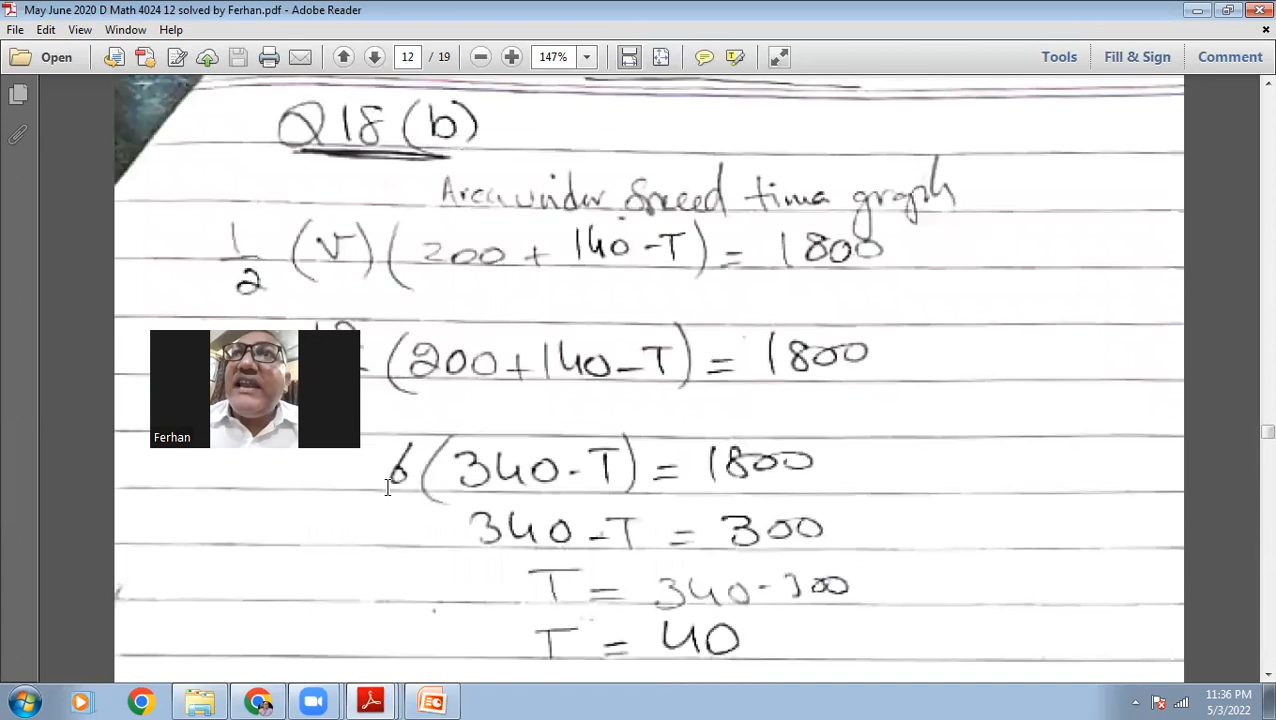 May June 2020 D Math 4024 12 solved by Ferhan.pdf - Adobe Reader
File Edit View Window Help
Open 12 / 19 147% Tools Fill & Sign Comment
Q18 (b)
Area under Speed time graph
1/2 (V) (200 + 140 - T) = 1800
(200 + 140 - T) = 1800
6 (340 - T) = 1800
340 - T = 300
T = 340 - 300
T = 40
Ferhan
11:36 PM
5/3/2022